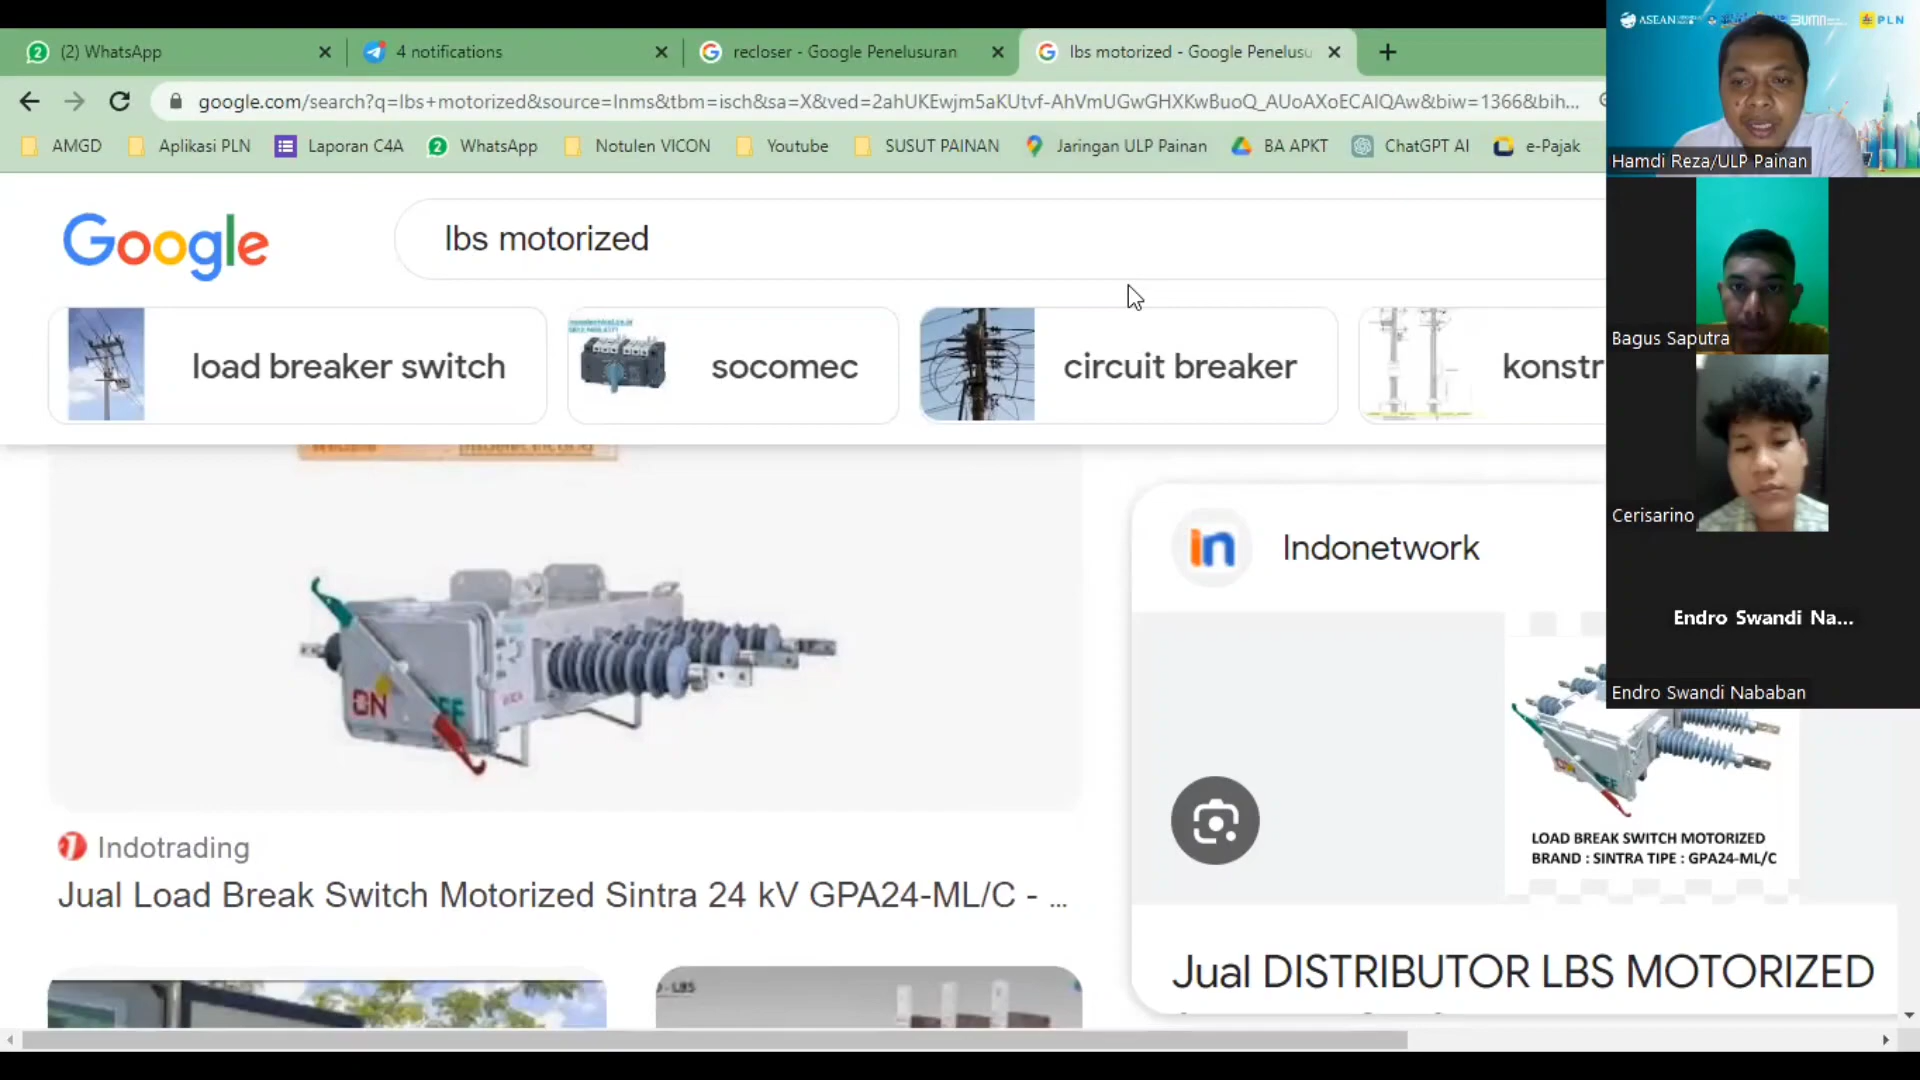 (2) WhatsApp
4 notifications
recloser - Google Penelusuran
lbs motorized - Google Penelusu
google.com/search?q=lbs+motorized&source=lnms&tbm=isch&sa=X&ved=2ahUKEwjm5aKUtvf-AhVmUGwGHXKwBuoQ_AUoAXoECAIQAw&biw=1366&bih...
AMGD
Aplikasi PLN
Laporan C4A
WhatsApp
Notulen VICON
Youtube
SUSUT PAINAN
Jaringan ULP Painan
BA APKT
ChatGPT AI
e-Pajak
ASEAN
BUMN
PLN
Hamdi Reza/ULP Painan
Bagus Saputra
Cerisarino
Endro Swandi Na...
Endro Swandi Nababan
Google
lbs motorized
load breaker switch
socomec
circuit breaker
konstr
ON
Indotrading
Jual Load Break Switch Motorized Sintra 24 kV GPA24-ML/C - ...
in
Indonetwork
LOAD BREAK SWITCH MOTORIZED
BRAND : SINTRA TIPE : GPA24-ML/C
Jual DISTRIBUTOR LBS MOTORIZED
- LBS